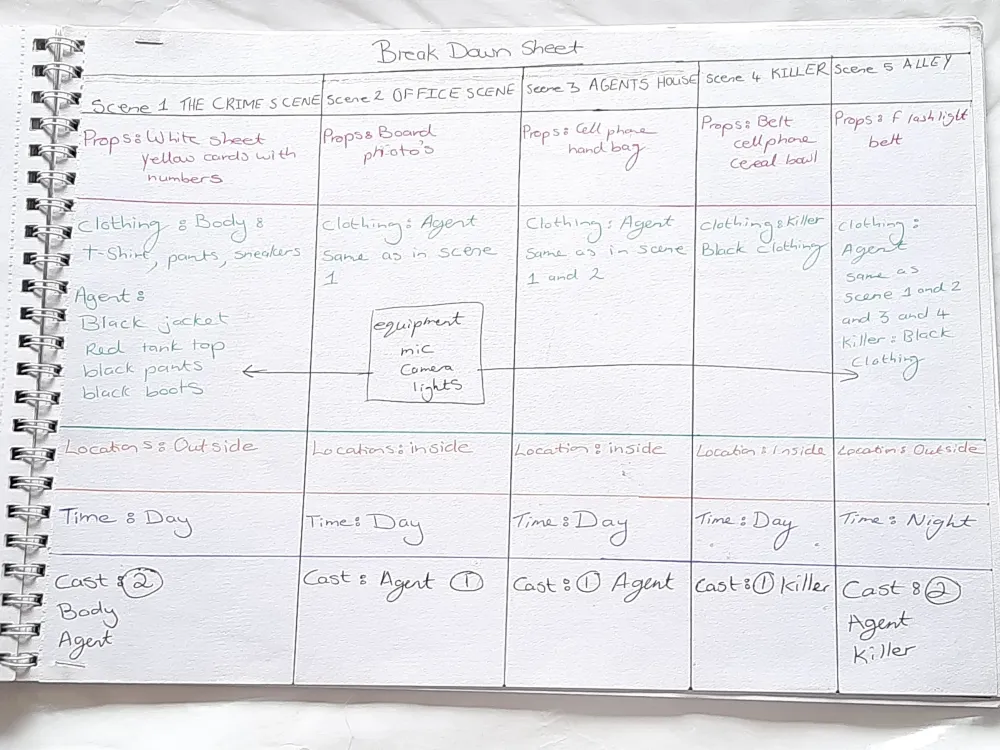 Break Down Sheet
Scene 1 THE CRIME SCENE
Props: White sheet
yellow cards with
numbers
Clothing : Body :
T-Shirt, pants, sneakers
Agent :
Black jacket
Red tank top
black pants
black boots
Locations: Outside
Time : Day
Cast : 2
Body
Agent
Scene 2 OFFICE SCENE
Props: Board
photo's
Clothing: Agent
Same as in scene
1
equipment
mic
Camera
lights
Locations: inside
Time: Day
Cast : Agent 1
Scene 3 AGENTS HOUSE
Props: Cell phone
hand bag
Clothing: Agent
Same as in scene
1 and 2
Location: inside
Time: Day
Cast: 1 Agent
Scene 4 KILLER
Props: Belt
cellphone
cereal bowl
Clothing: Killer
Black Clothing
Location: Inside
Time: Day
Cast: 1 Killer
Scene 5 ALLEY
Props: Flashlight
belt
Clothing:
Agent
Same as
Scene 1 and 2
and 3 and 4
Killer: Black
Clothing
Location: Outside
Time: Night
Cast : 2
Agent
Killer